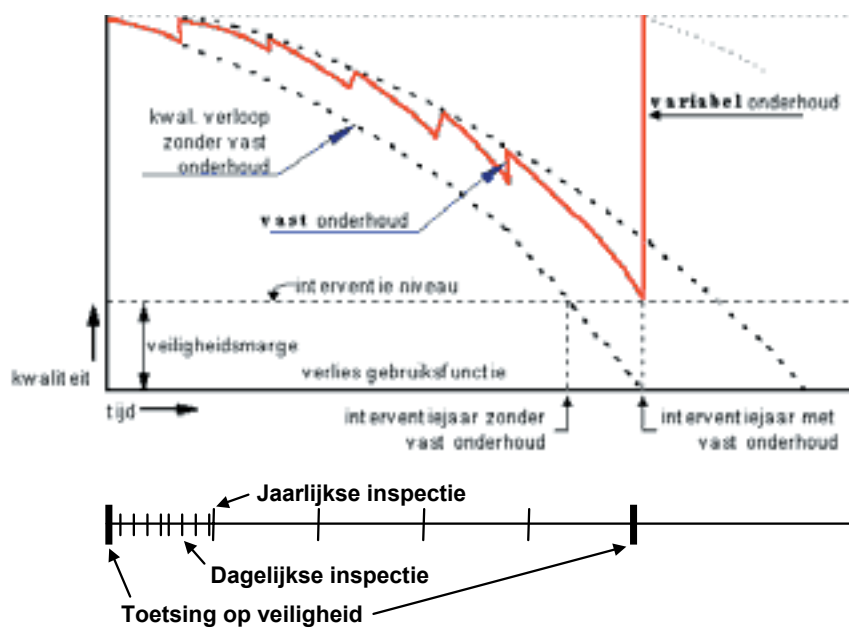 variabel onderhoud
kwal. verloop
zonder vast
onderhoud
vast onderhoud
interventie niveau
veiligheidsmarge
kwaliteit
verlies gebruiksfunctie
tijd
interventiejaar zonder
vast onderhoud
interventiejaar met
vast onderhoud
Jaarlijkse inspectie
Dagelijkse inspectie
Toetsing op veiligheid